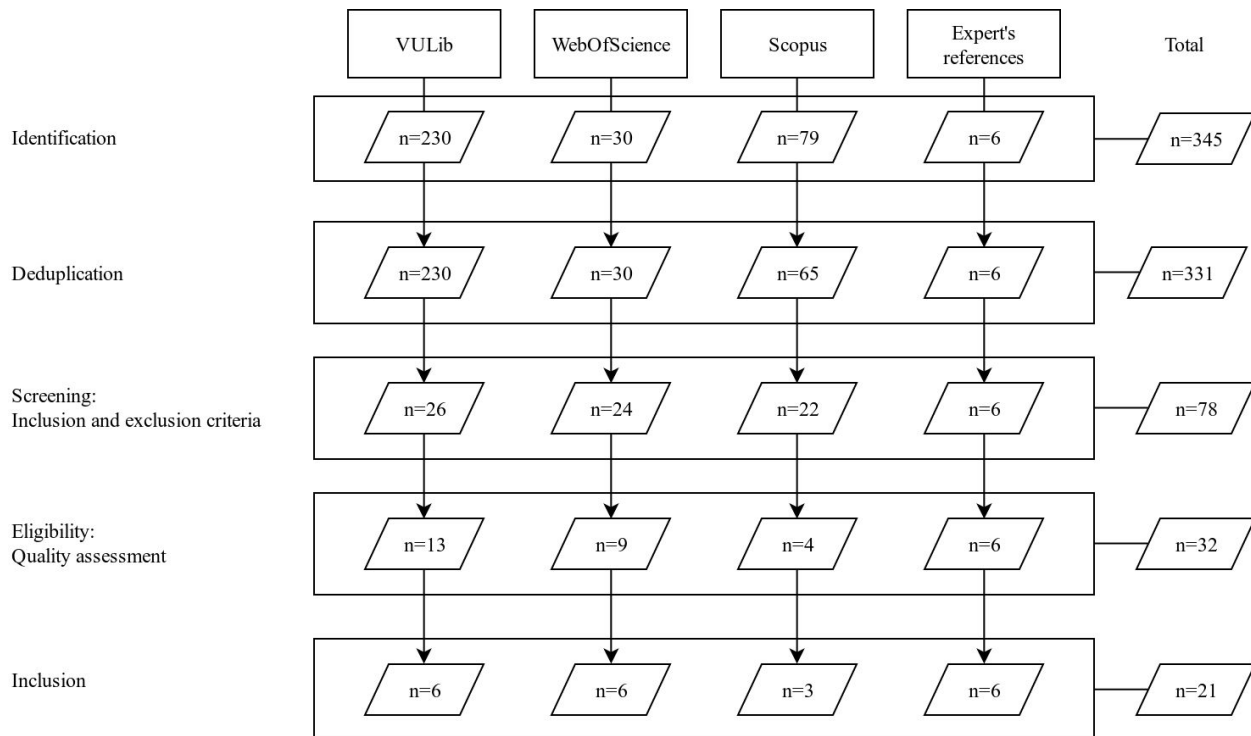 VULib
WebOfScience
Scopus
Expert's
references
Total
Identification
n=230
n=30
n=79
n=6
n=345
Deduplication
n=230
n=30
n=65
n=6
n=331
Screening:
Inclusion and exclusion criteria
n=26
n=24
n=22
n=6
n=78
Eligibility:
Quality assessment
n=13
n=9
n=4
n=6
n=32
Inclusion
n=6
n=6
n=3
n=6
n=21